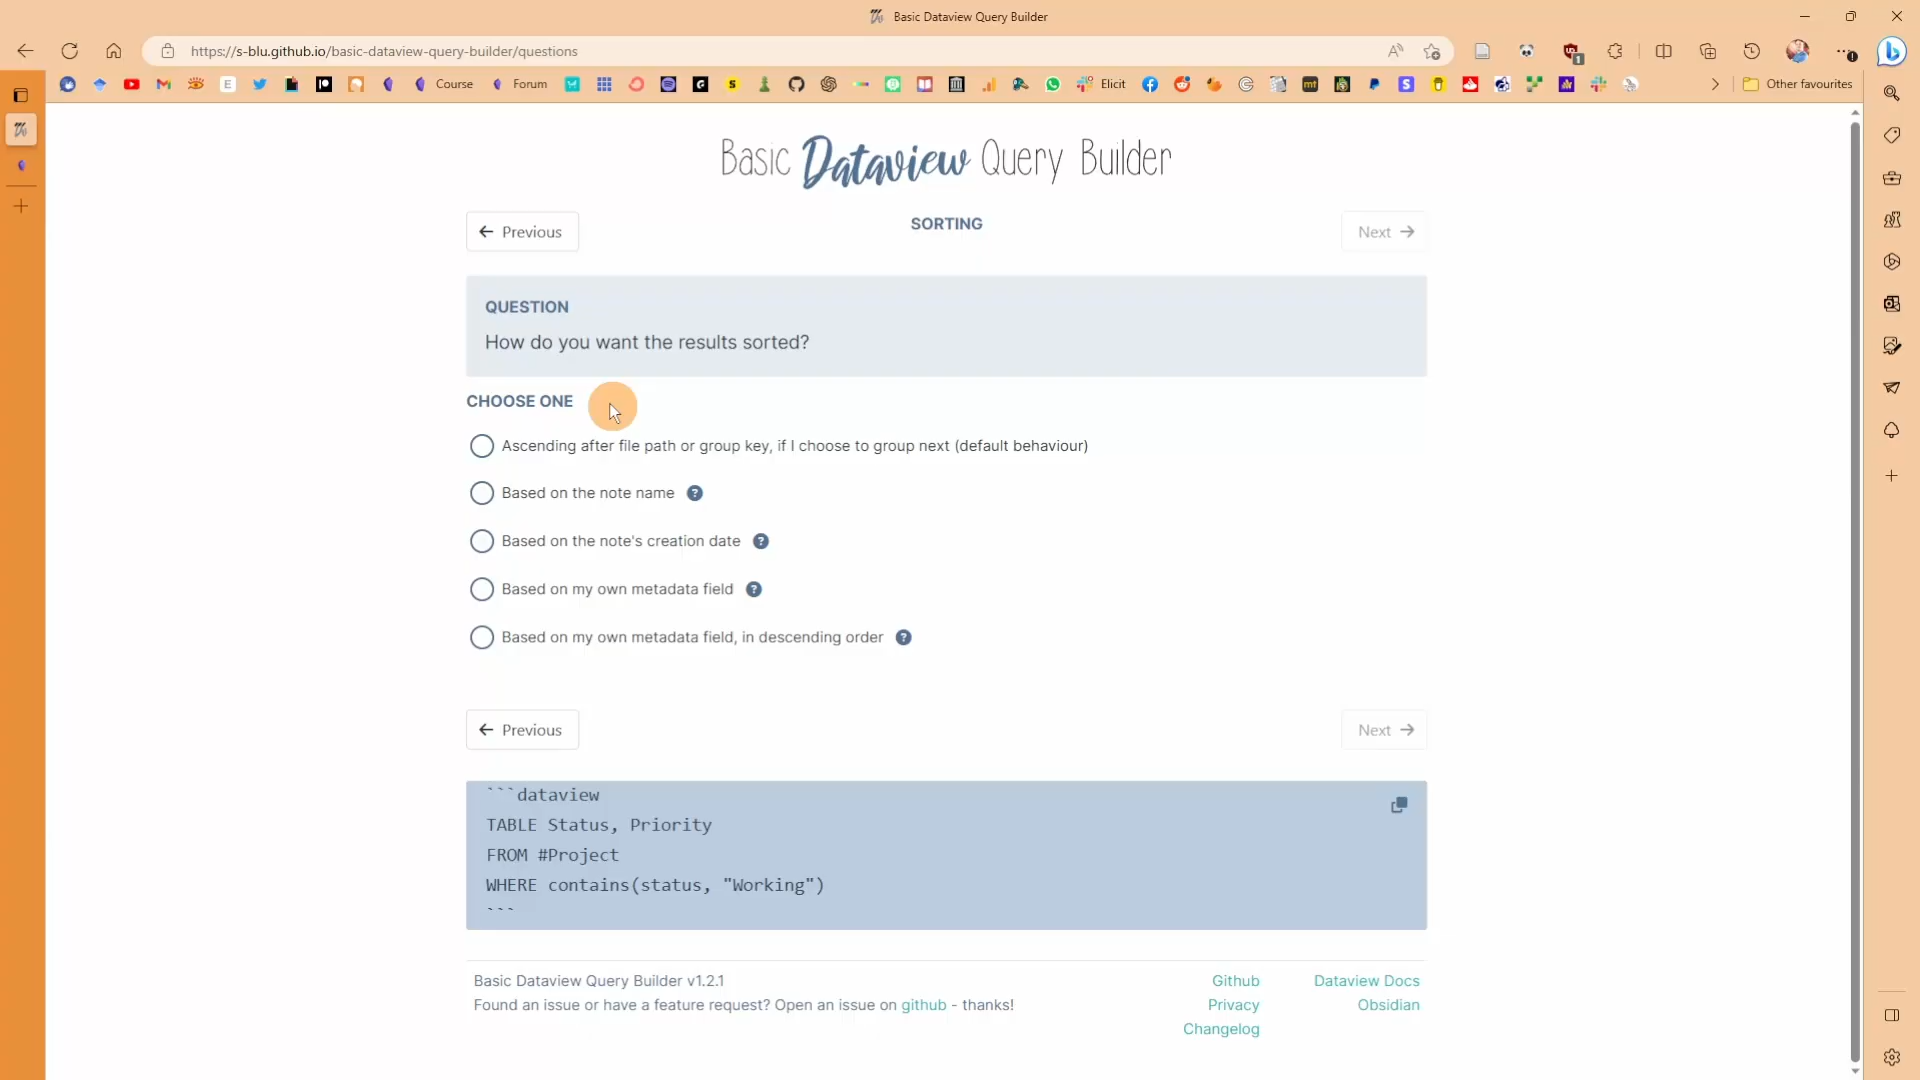 Basic Dataview Query Builder
https://s-blu.github.io/basic-dataview-query-builder/questions
Course
Forum
Elicit
Other favourites
Basic Dataview Query Builder
← Previous
SORTING
Next →
QUESTION
How do you want the results sorted?
CHOOSE ONE
Ascending after file path or group key, if I choose to group next (default behaviour)
Based on the note name ?
Based on the note's creation date ?
Based on my own metadata field ?
Based on my own metadata field, in descending order ?
← Previous
Next →
```dataview
TABLE Status, Priority
FROM #Project
WHERE contains(status, "Working")
```
Basic Dataview Query Builder v1.2.1
Found an issue or have a feature request? Open an issue on github - thanks!
Github
Privacy
Changelog
Dataview Docs
Obsidian